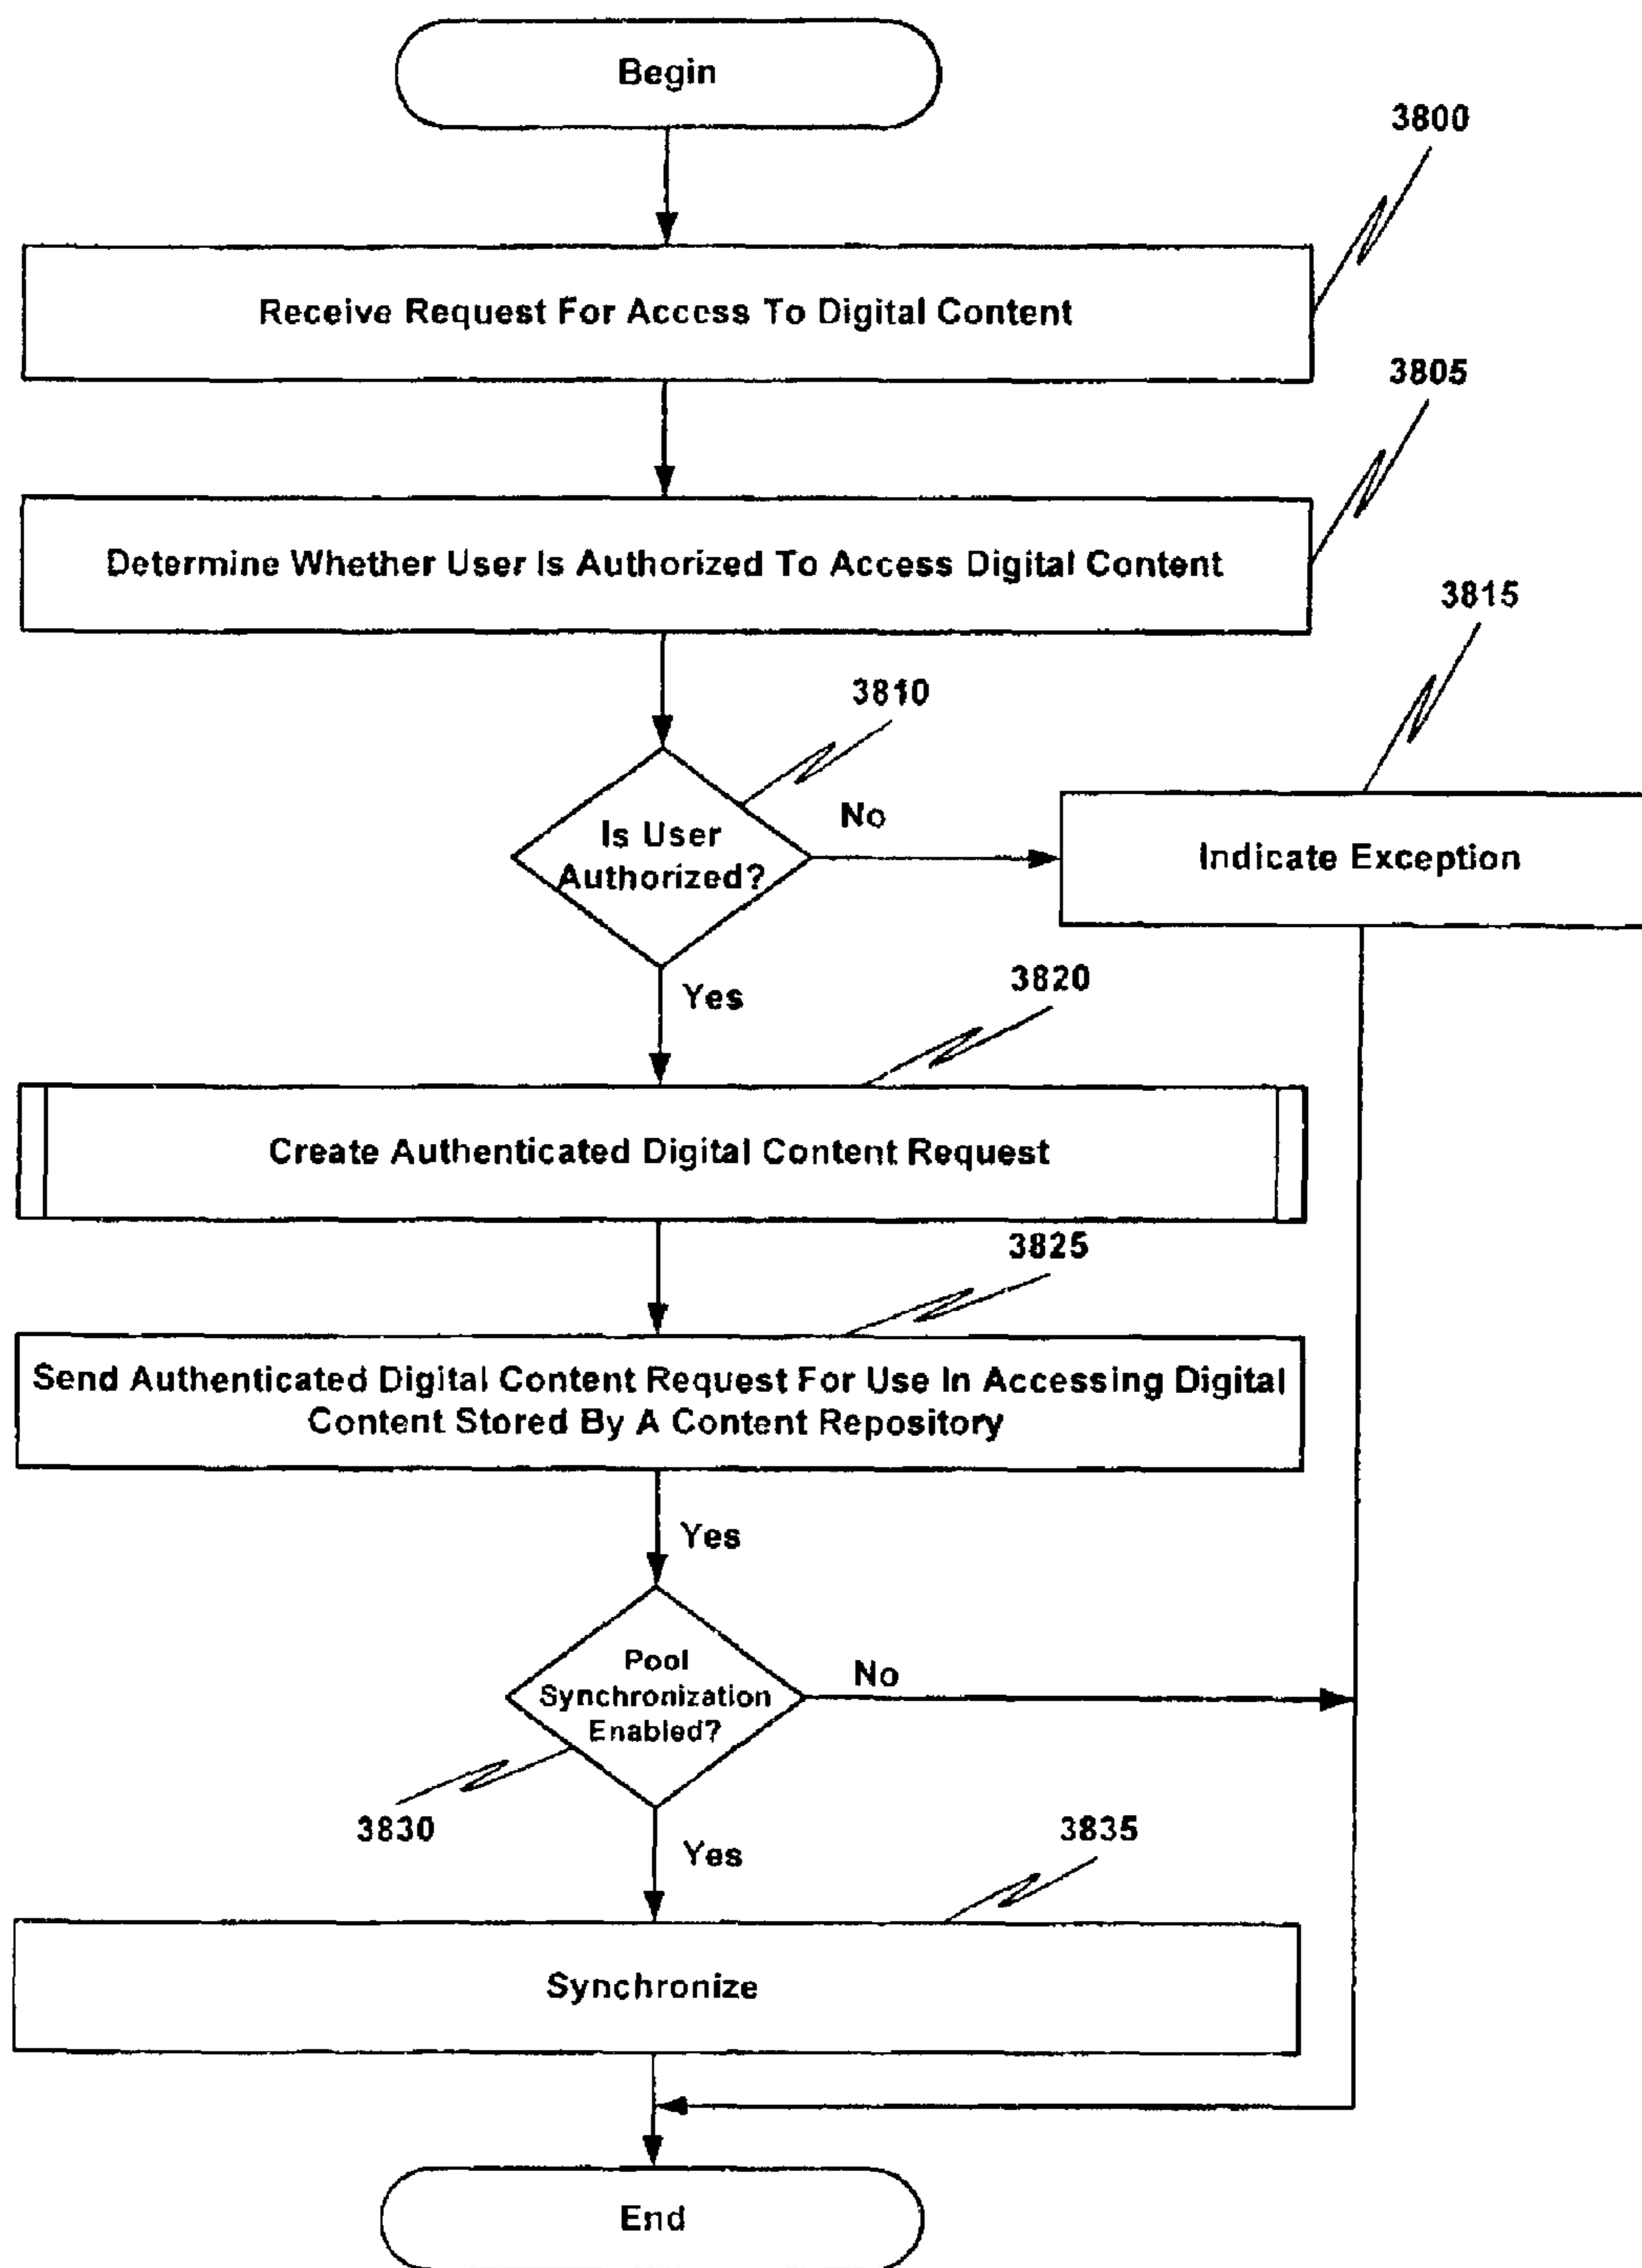 Begin
3800
Receive Request For Access To Digital Content
3805
Determine Whether User Is Authorized To Access Digital Content
3815
3810
No
Is User
Authorized?
Indicate Exception
Yes
3820
Create Authenticated Digital Content Request
3825
Send Authenticated Digital Content Request For Use In Accessing Digital
Content Stored By A Content Repository
Yes
Pool
Synchronization
Enabled?
No
3830
Yes
3835
Synchronize
End